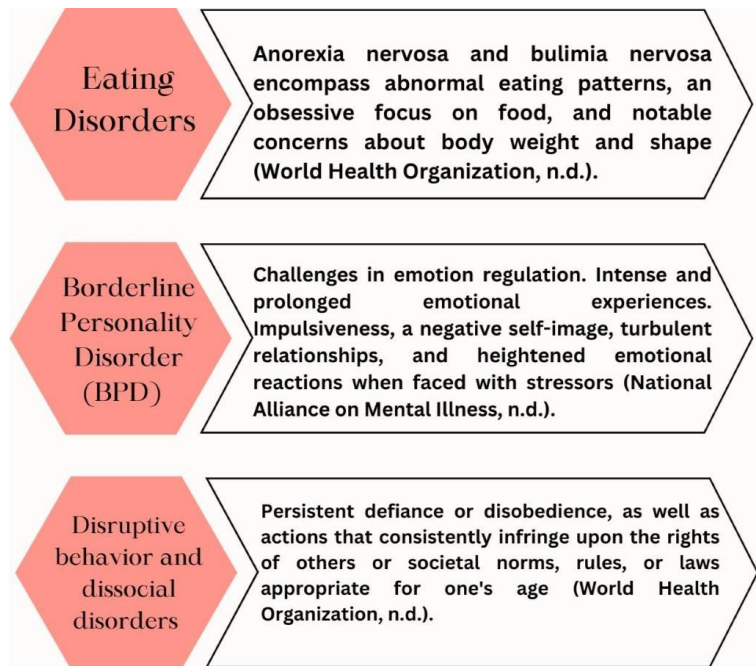 Eating
Disorders
Anorexia nervosa and bulimia nervosa
encompass abnormal eating patterns, an
obsessive focus on food, and notable
concerns about body weight and shape
(World Health Organization, n.d.).
Borderline
Personality
Disorder
(BPD)
Challenges in emotion regulation. Intense and
prolonged emotional experiences.
Impulsiveness, a negative self-image, turbulent
relationships, and heightened emotional
reactions when faced with stressors (National
Alliance on Mental Illness, n.d.).
Disruptive
behavior and
dissocial
disorders
Persistent defiance or disobedience, as well as
actions that consistently infringe upon the rights
of others or societal norms, rules, or laws
appropriate for one's age (World Health
Organization, n.d.).